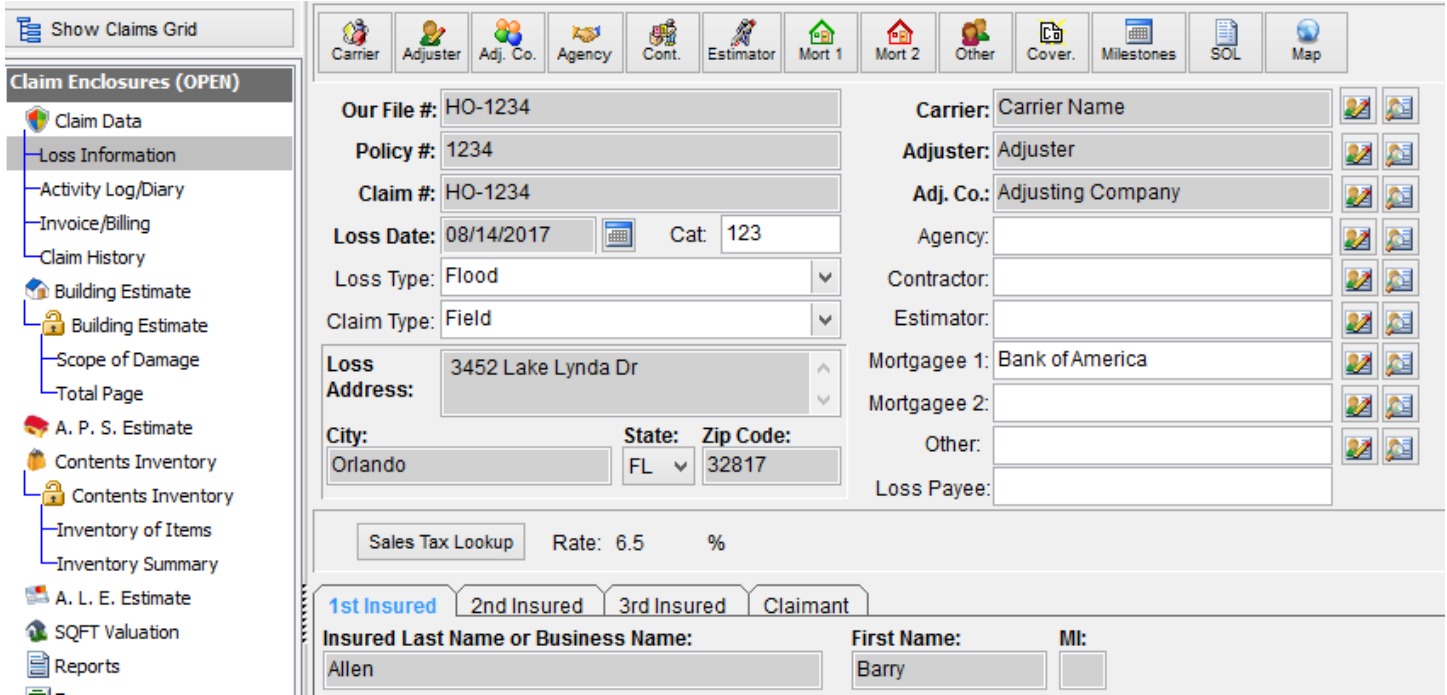 Show Claims Grid
Claim Enclosures (OPEN)
Claim Data
Loss Information
Activity Log/Diary
Invoice/Billing
Claim History
Building Estimate
Building Estimate
Scope of Damage
Total Page
A. P. S. Estimate
Contents Inventory
Contents Inventory
Inventory of Items
Inventory Summary
A. L. E. Estimate
SQFT Valuation
Reports
Carrier Adjuster Adj. Co. Agency Cont. Estimator Mort 1 Mort 2 Other Cover. Milestones SOL Map
Our File #: HO-1234
Policy #: 1234
Claim #: HO-1234
Loss Date: 08/14/2017 Cat: 123
Loss Type: Flood
Claim Type: Field
Loss Address: 3452 Lake Lynda Dr
City: State: Zip Code:
Orlando FL 32817
Carrier: Carrier Name
Adjuster: Adjuster
Adj. Co.: Adjusting Company
Agency:
Contractor:
Estimator:
Mortgagee 1: Bank of America
Mortgagee 2:
Other:
Loss Payee:
Sales Tax Lookup Rate: 6.5 %
1st Insured 2nd Insured 3rd Insured Claimant
Insured Last Name or Business Name: First Name: MI:
Allen Barry